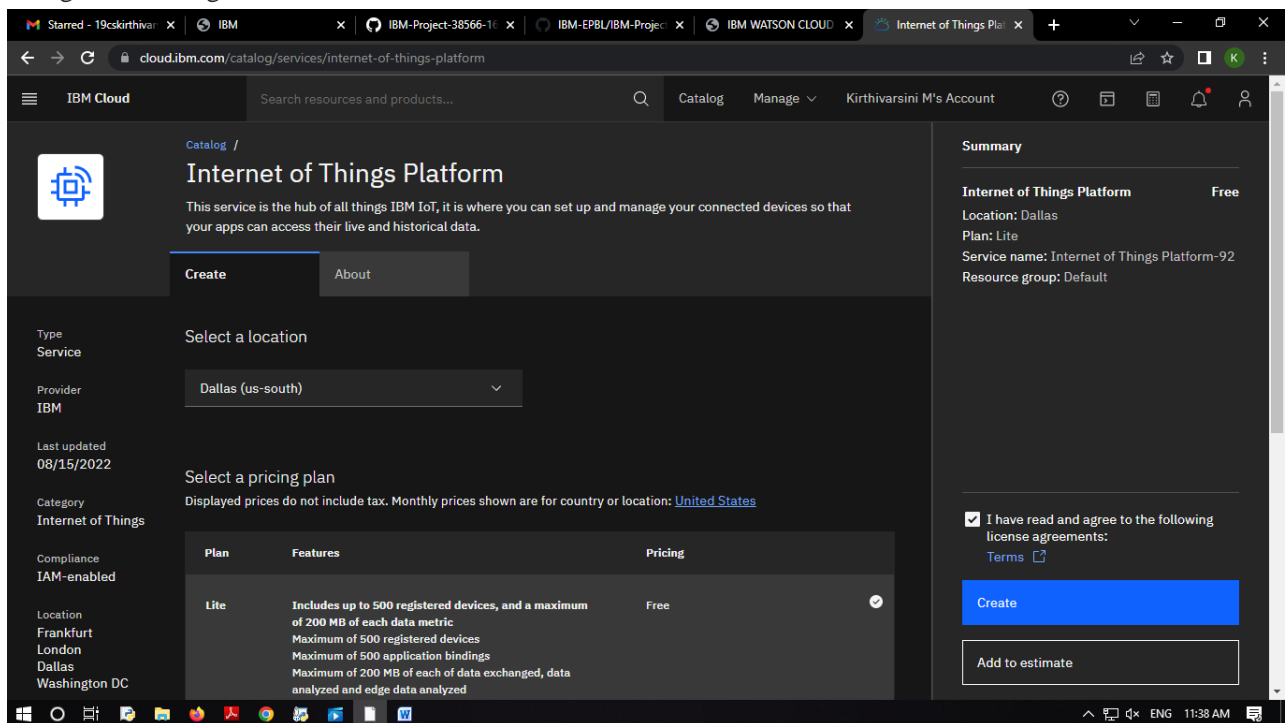 Starred - 19cskirthivar
IBM
IBM-Project-38566-16
IBM-EPBL/IBM-Project
IBM WATSON CLOUD
Internet of Things Pla
cloud.ibm.com/catalog/services/internet-of-things-platform
K
IBM Cloud
Search resources and products...
Catalog
Manage
Kirthivarsini M's Account
Catalog /
Internet of Things Platform
This service is the hub of all things IBM IoT, it is where you can set up and manage your connected devices so that
your apps can access their live and historical data.
Create
About
Type
Service
Provider
IBM
Last updated
08/15/2022
Category
Internet of Things
Compliance
IAM-enabled
Location
Frankfurt
London
Dallas
Washington DC
Select a location
Dallas (us-south)
Select a pricing plan
Displayed prices do not include tax. Monthly prices shown are for country or location: United States
Plan Features Pricing
Lite Includes up to 500 registered devices, and a maximum Free
of 200 MB of each data metric
Maximum of 500 registered devices
Maximum of 500 application bindings
Maximum of 200 MB of each of data exchanged, data
analyzed and edge data analyzed
Summary
Internet of Things Platform Free
Location: Dallas
Plan: Lite
Service name: Internet of Things Platform-92
Resource group: Default
I have read and agree to the following
license agreements:
Terms
Create
Add to estimate
ENG 11:38 AM